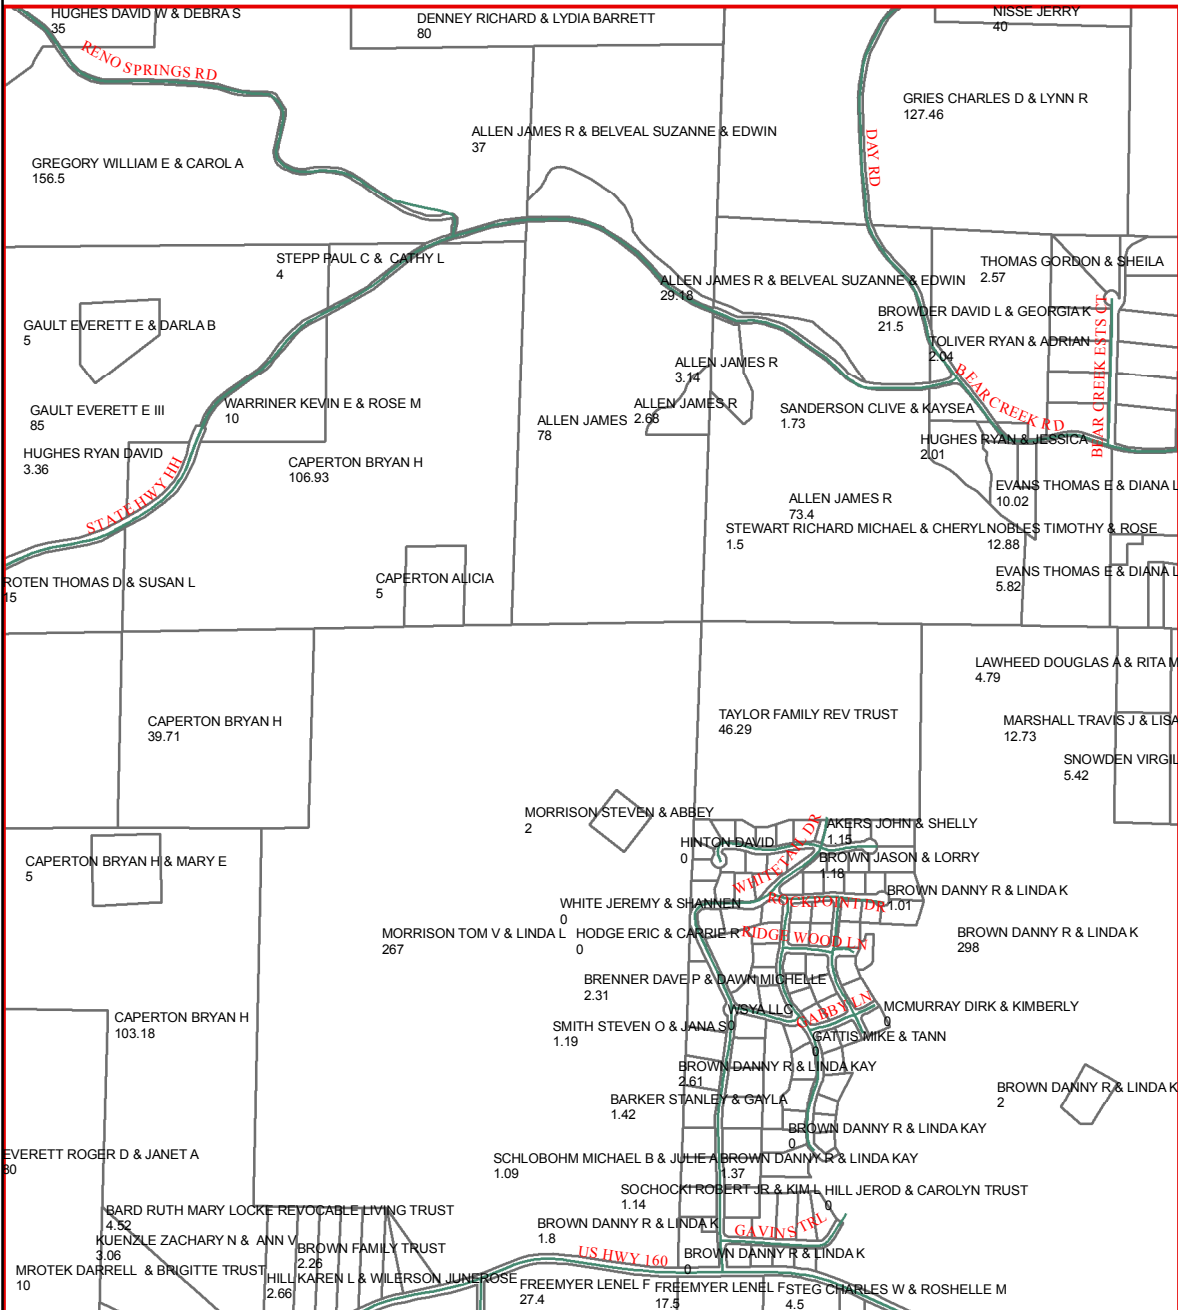 HUGHES DAVID W & DEBRA S
35
DENNEY RICHARD & LYDIA BARRETT
80
NISSE JERRY
40
RENO SPRINGS RD
GRIES CHARLES D & LYNN R
127.46
ALLEN JAMES R & BELVEAL SUZANNE & EDWIN
37
DAY RD
GREGORY WILLIAM E & CAROL A
156.5
STEPP PAUL C & CATHY L
4
THOMAS GORDON & SHEILA
2.57
ALLEN JAMES R & BELVEAL SUZANNE & EDWIN
29.18
BROWDER DAVID L & GEORGIA K
21.5
GAULT EVERETT E & DARLA B
5
TOLIVER RYAN & ADRIAN
2.04
BEAR CREEK ESTS CT
ALLEN JAMES R
3.14
BEARCREEK RD
GAULT EVERETT E III
85
WARRINER KEVIN E & ROSE M
10
ALLEN JAMES R
2.68
ALLEN JAMES
78
SANDERSON CLIVE & KAYSEA
1.73
HUGHES RYAN & JESSICA
2.01
HUGHES RYAN DAVID
3.36
CAPERTON BRYAN H
106.93
STATE HWY HH
EVANS THOMAS E & DIANA L
10.02
ALLEN JAMES R
73.4
STEWART RICHARD MICHAEL & CHERYL
1.5
NOBLES TIMOTHY & ROSE
12.88
ROTEN THOMAS D & SUSAN L
15
CAPERTON ALICIA
5
EVANS THOMAS E & DIANA L
5.82
LAWHEED DOUGLAS A & RITA M
4.79
CAPERTON BRYAN H
39.71
TAYLOR FAMILY REV TRUST
46.29
MARSHALL TRAVIS J & LISA
12.73
SNOWDEN VIRGIL
5.42
MORRISON STEVEN & ABBEY
2
AKERS JOHN & SHELLY
1.15
HINTON DAVID
0
WHITETAIL DR
BROWN JASON & LORRY
1.18
CAPERTON BRYAN H & MARY E
5
BROWN DANNY R & LINDA K
1.01
ROCKPOINT DR
WHITE JEREMY & SHANNEN
0
MORRISON TOM V & LINDA L
267
HODGE ERIC & CARRIE R
0
RIDGE WOOD LN
BROWN DANNY R & LINDA K
298
BRENNER DAVE P & DAWN MICHELLE
2.31
CAPERTON BRYAN H
103.18
WSYA LLC
0
GABBY LN
MCMURRAY DIRK & KIMBERLY
0
SMITH STEVEN O & JANA S
1.19
GATTIS MIKE & TANN
0
BROWN DANNY R & LINDA KAY
2.61
BROWN DANNY R & LINDA K
2
BARKER STANLEY & GAYLA
1.42
BROWN DANNY R & LINDA KAY
0
EVERETT ROGER D & JANET A
80
SCHLOBOHM MICHAEL B & JULIE A
1.09
BROWN DANNY R & LINDA KAY
1.37
SOCHOCKI ROBERT JR & KIM L
1.14
HILL JEROD & CAROLYN TRUST
0
BARD RUTH MARY LOCKE REVOCABLE LIVING TRUST
4.52
BROWN DANNY R & LINDA K
1.8
GAVINS TRL
KUENZLE ZACHARY N & ANN V
3.06
BROWN FAMILY TRUST
2.26
US HWY 160
BROWN DANNY R & LINDA K
0
MROTEK DARRELL & BRIGITTE TRUST
10
HILL KAREN L & WILERSON JUNEROSE
2.66
FREEMYER LENEL F
27.4
FREEMYER LENEL F
17.5
STEG CHARLES W & ROSHELLE M
4.5